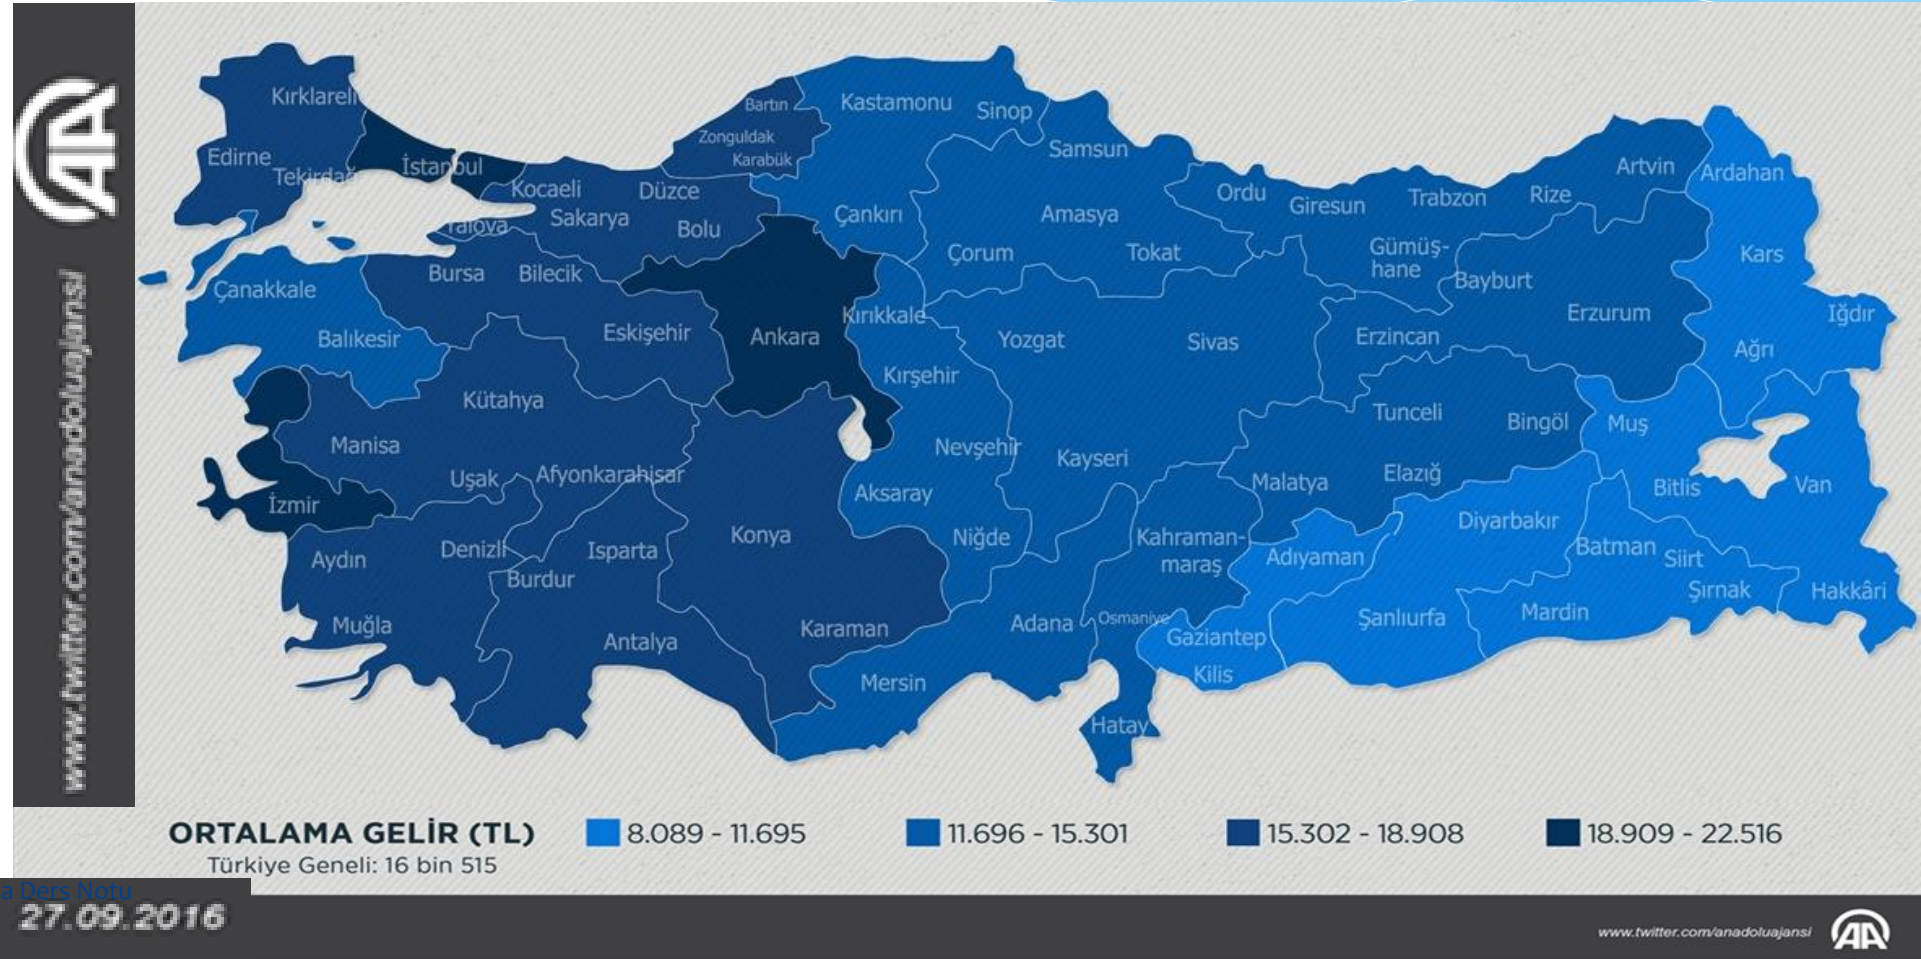 www.twitter.com/anadoluajansi
Kırklareli
Edirne
Tekirdağ
İstanbul
Kocaeli
Yalova
Sakarya
Düzce
Bolu
Bartın
Zonguldak
Karabük
Kastamonu
Sinop
Çankırı
Samsun
Amasya
Çorum
Tokat
Ordu
Giresun
Trabzon
Rize
Artvin
Gümüş-
hane
Bayburt
Ardahan
Kars
Iğdır
Ağrı
Erzurum
Erzincan
Çanakkale
Balıkesir
Bursa
Bilecik
Eskişehir
Ankara
Kırıkkale
Kırşehir
Yozgat
Sivas
Kütahya
Manisa
Uşak
Afyonkarahisar
İzmir
Nevşehir
Kayseri
Aksaray
Niğde
Tunceli
Bingöl
Malatya
Elazığ
Muş
Bitlis
Van
Aydın
Denizli
Burdur
Isparta
Muğla
Antalya
Konya
Karaman
Mersin
Adana
Kahraman-
maraş
Osmaniye
Hatay
Adıyaman
Gaziantep
Kilis
Diyarbakır
Şanlıurfa
Batman
Siirt
Mardin
Şırnak
Hakkâri
ORTALAMA GELİR (TL)
Türkiye Geneli: 16 bin 515
8.089 - 11.695
11.696 - 15.301
15.302 - 18.908
18.909 - 22.516
a Ders Notu
27.09.2016
www.twitter.com/anadoluajansi
AA